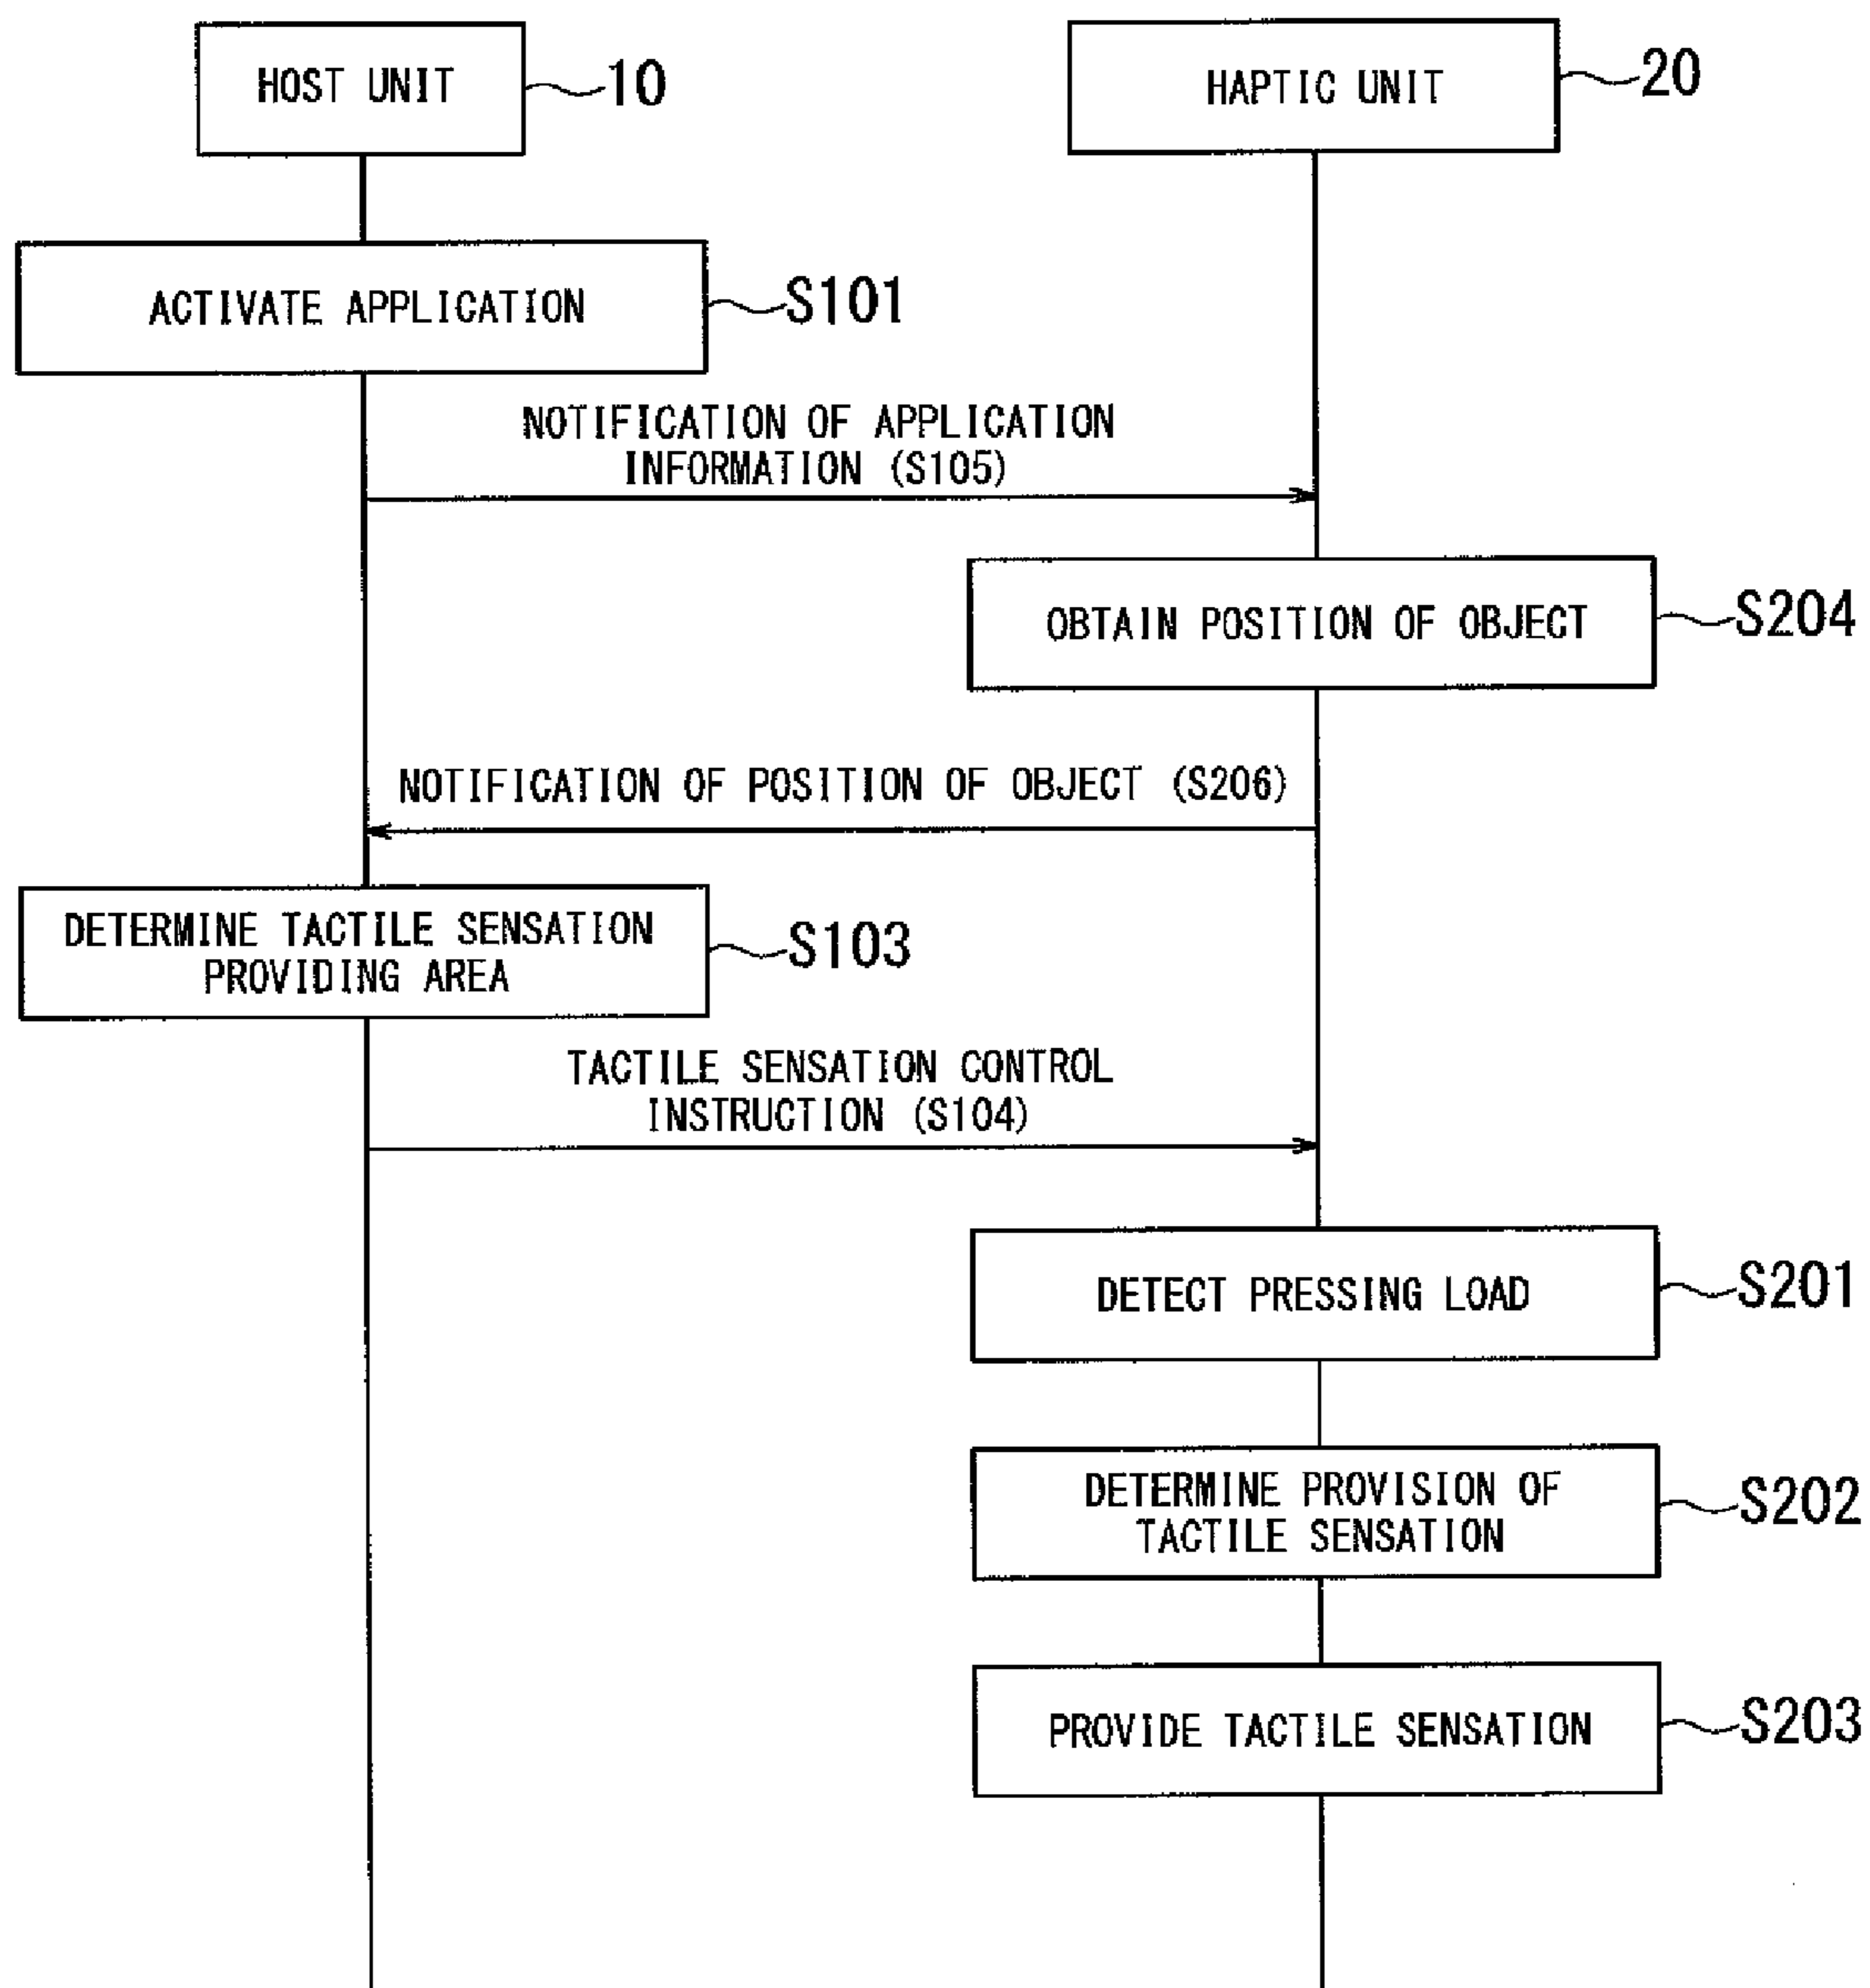 HOST UNIT
10
HAPTIC UNIT
20
ACTIVATE APPLICATION
S101
NOTIFICATION OF APPLICATION
INFORMATION (S105)
OBTAIN POSITION OF OBJECT
S204
NOTIFICATION OF POSITION OF OBJECT (S206)
DETERMINE TACTILE SENSATION
PROVIDING AREA
S103
TACTILE SENSATION CONTROL
INSTRUCTION (S104)
DETECT PRESSING LOAD
S201
DETERMINE PROVISION OF
TACTILE SENSATION
S202
PROVIDE TACTILE SENSATION
S203